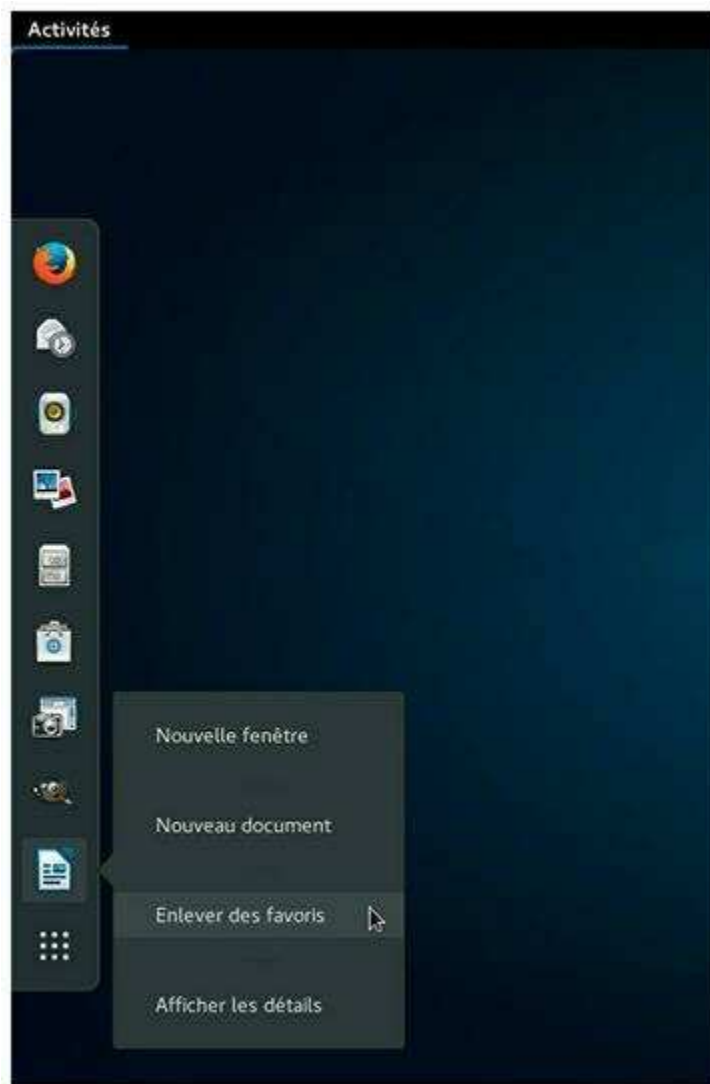 Activités
Nouvelle fenêtre
Nouveau document
Enlever des favoris
Afficher les détails